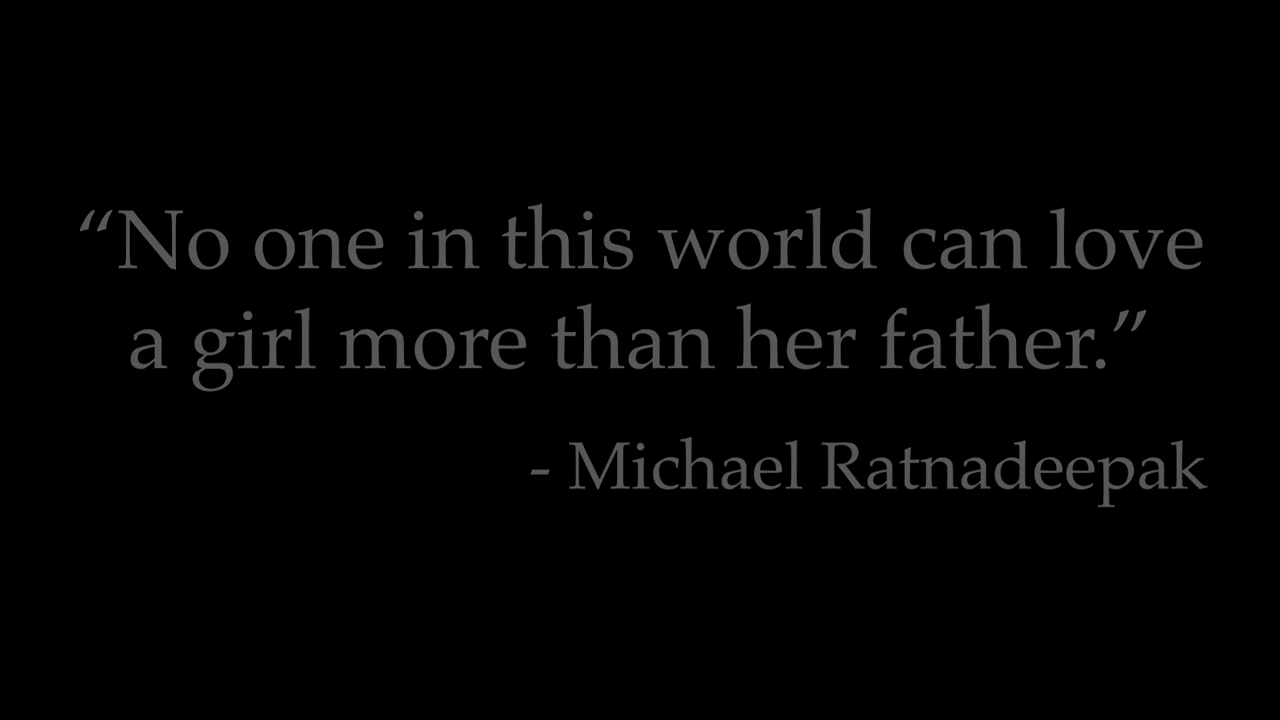 “No one in this world can love
a girl more than her father.”
- Michael Ratnadeepak